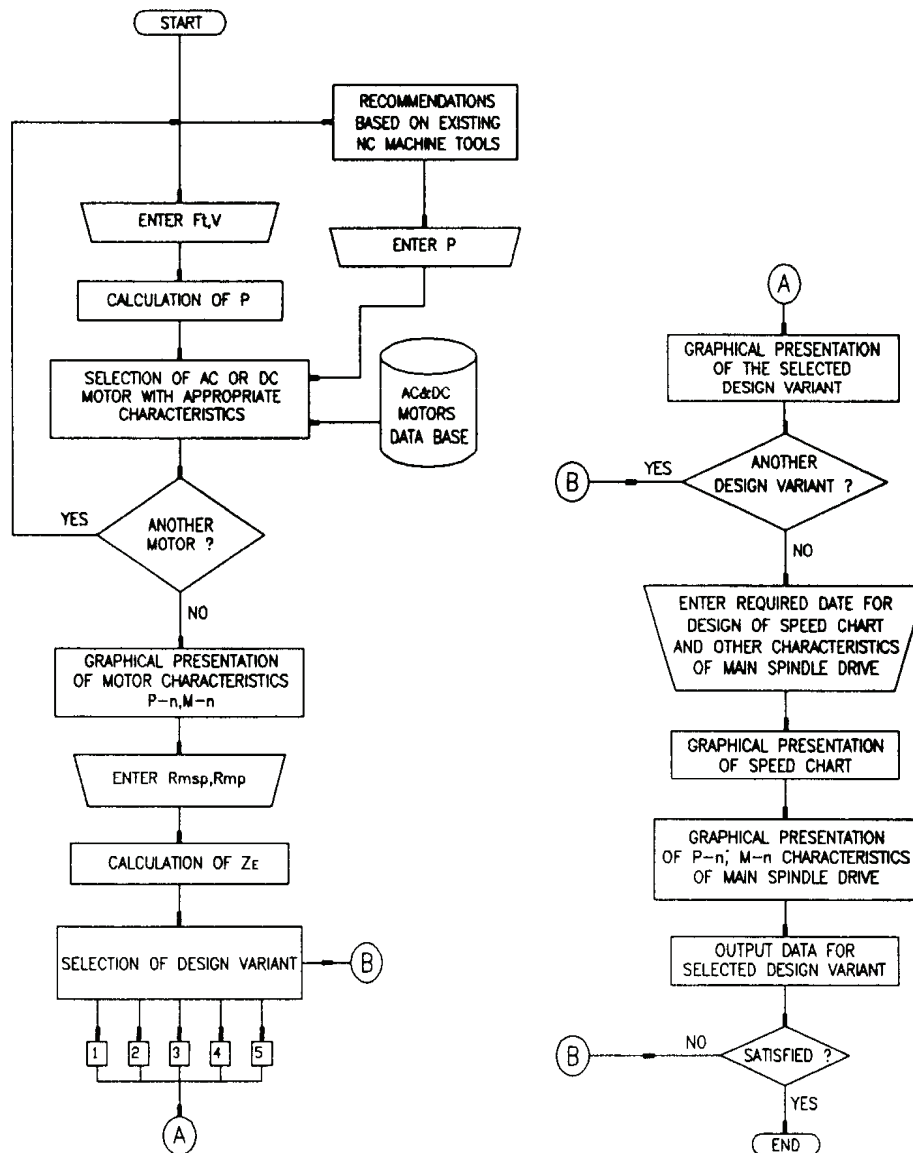 START
RECOMMENDATIONS
BASED ON EXISTING
NC MACHINE TOOLS
ENTER Ft,V
ENTER P
CALCULATION OF P
SELECTION OF AC OR DC
MOTOR WITH APPROPRIATE
CHARACTERISTICS
AC&DC
MOTORS
DATA BASE
YES
ANOTHER
MOTOR ?
NO
GRAPHICAL PRESENTATION
OF MOTOR CHARACTERISTICS
P-n,M-n
ENTER Rmsp,Rmp
CALCULATION OF ZE
SELECTION OF DESIGN VARIANT
B
1 2 3 4 5
A
A
GRAPHICAL PRESENTATION
OF THE SELECTED
DESIGN VARIANT
B
YES
ANOTHER
DESIGN VARIANT ?
NO
ENTER REQUIRED DATE FOR
DESIGN OF SPEED CHART
AND OTHER CHARACTERISTICS
OF MAIN SPINDLE DRIVE
GRAPHICAL PRESENTATION
OF SPEED CHART
GRAPHICAL PRESENTATION
OF P-n; M-n CHARACTERISTICS
OF MAIN SPINDLE DRIVE
OUTPUT DATA FOR
SELECTED DESIGN VARIANT
B
NO
SATISFIED ?
YES
END